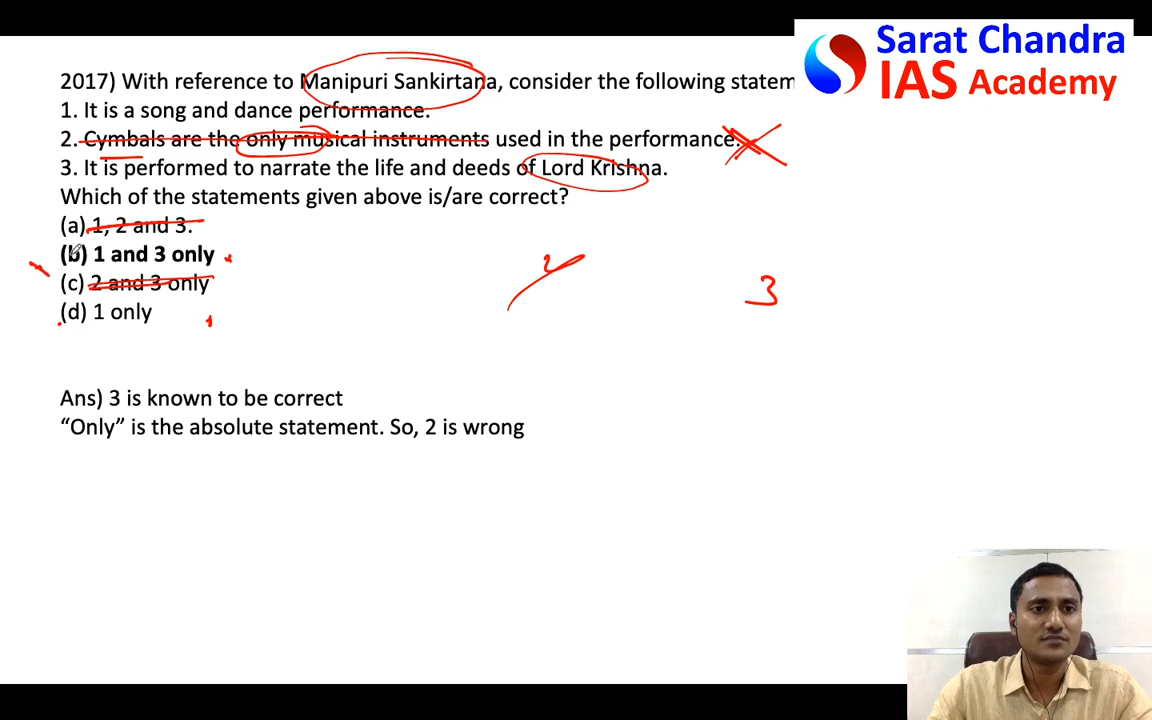 Sarat Chandra
IAS Academy
2017) With reference to Manipuri Sankirtana, consider the following statem
1. It is a song and dance performance.
2. Cymbals are the only musical instruments used in the performance.
3. It is performed to narrate the life and deeds of Lord Krishna.
Which of the statements given above is/are correct?
(a) 1, 2 and 3.
(b) 1 and 3 only
(c) 2 and 3 only
(d) 1 only
2
3
Ans) 3 is known to be correct
“Only” is the absolute statement. So, 2 is wrong